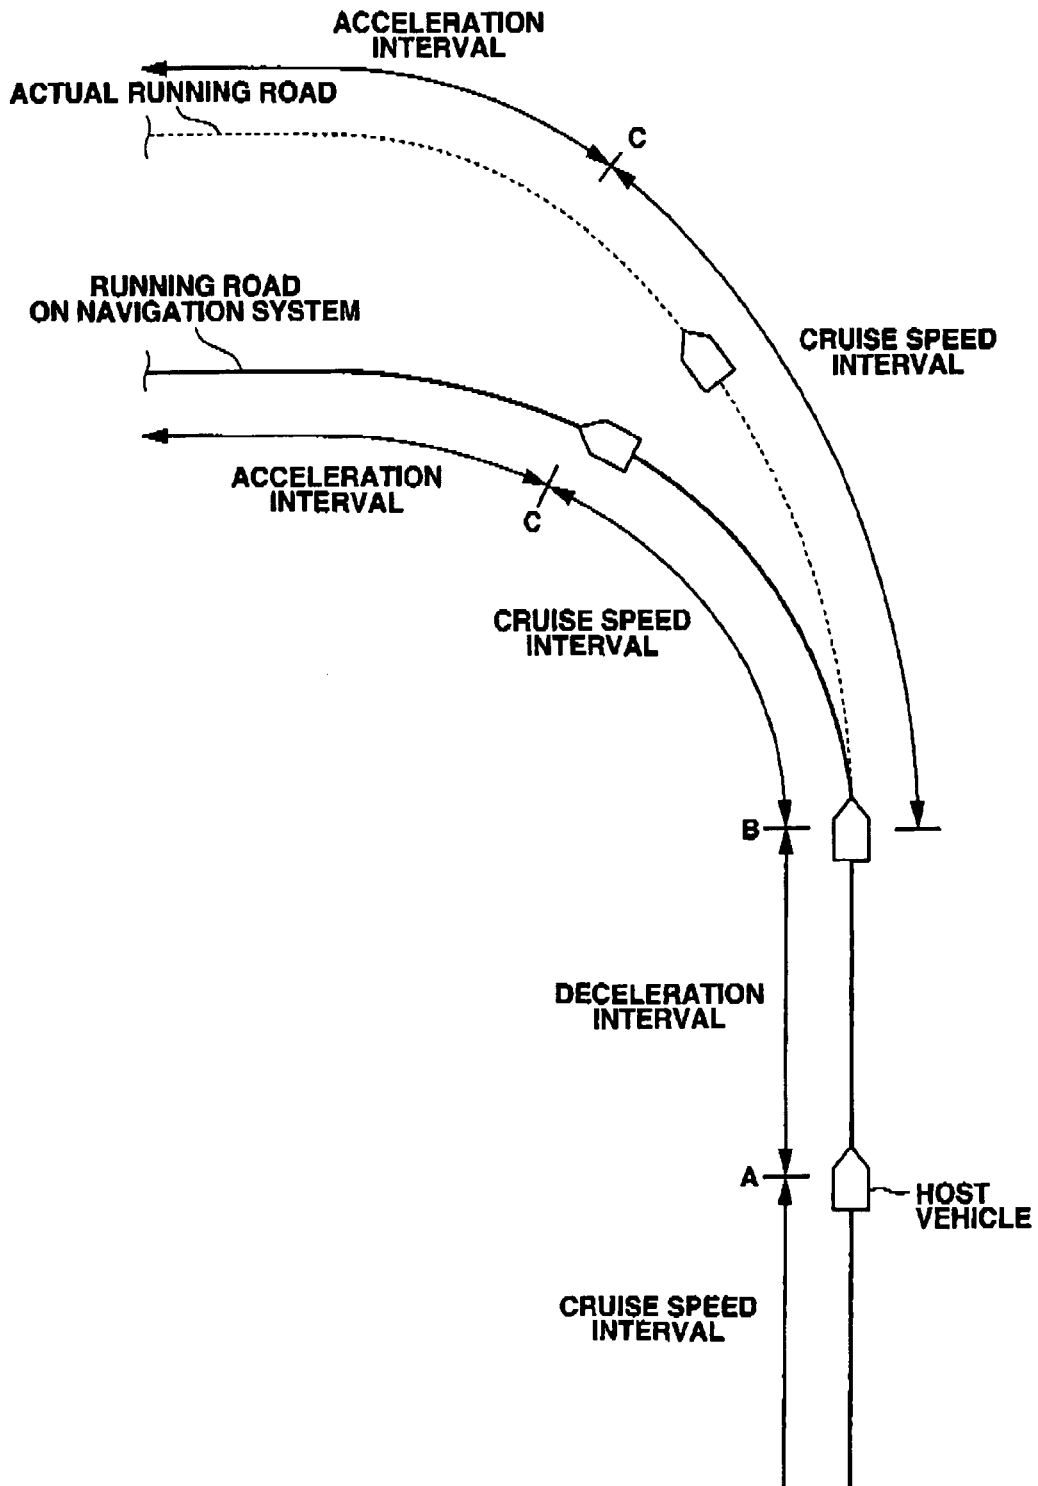 ACCELERATION
INTERVAL
ACTUAL RUNNING ROAD
C
RUNNING ROAD
ON NAVIGATION SYSTEM
CRUISE SPEED
INTERVAL
ACCELERATION
INTERVAL
C
CRUISE SPEED
INTERVAL
B
DECELERATION
INTERVAL
A
HOST
VEHICLE
CRUISE SPEED
INTERVAL